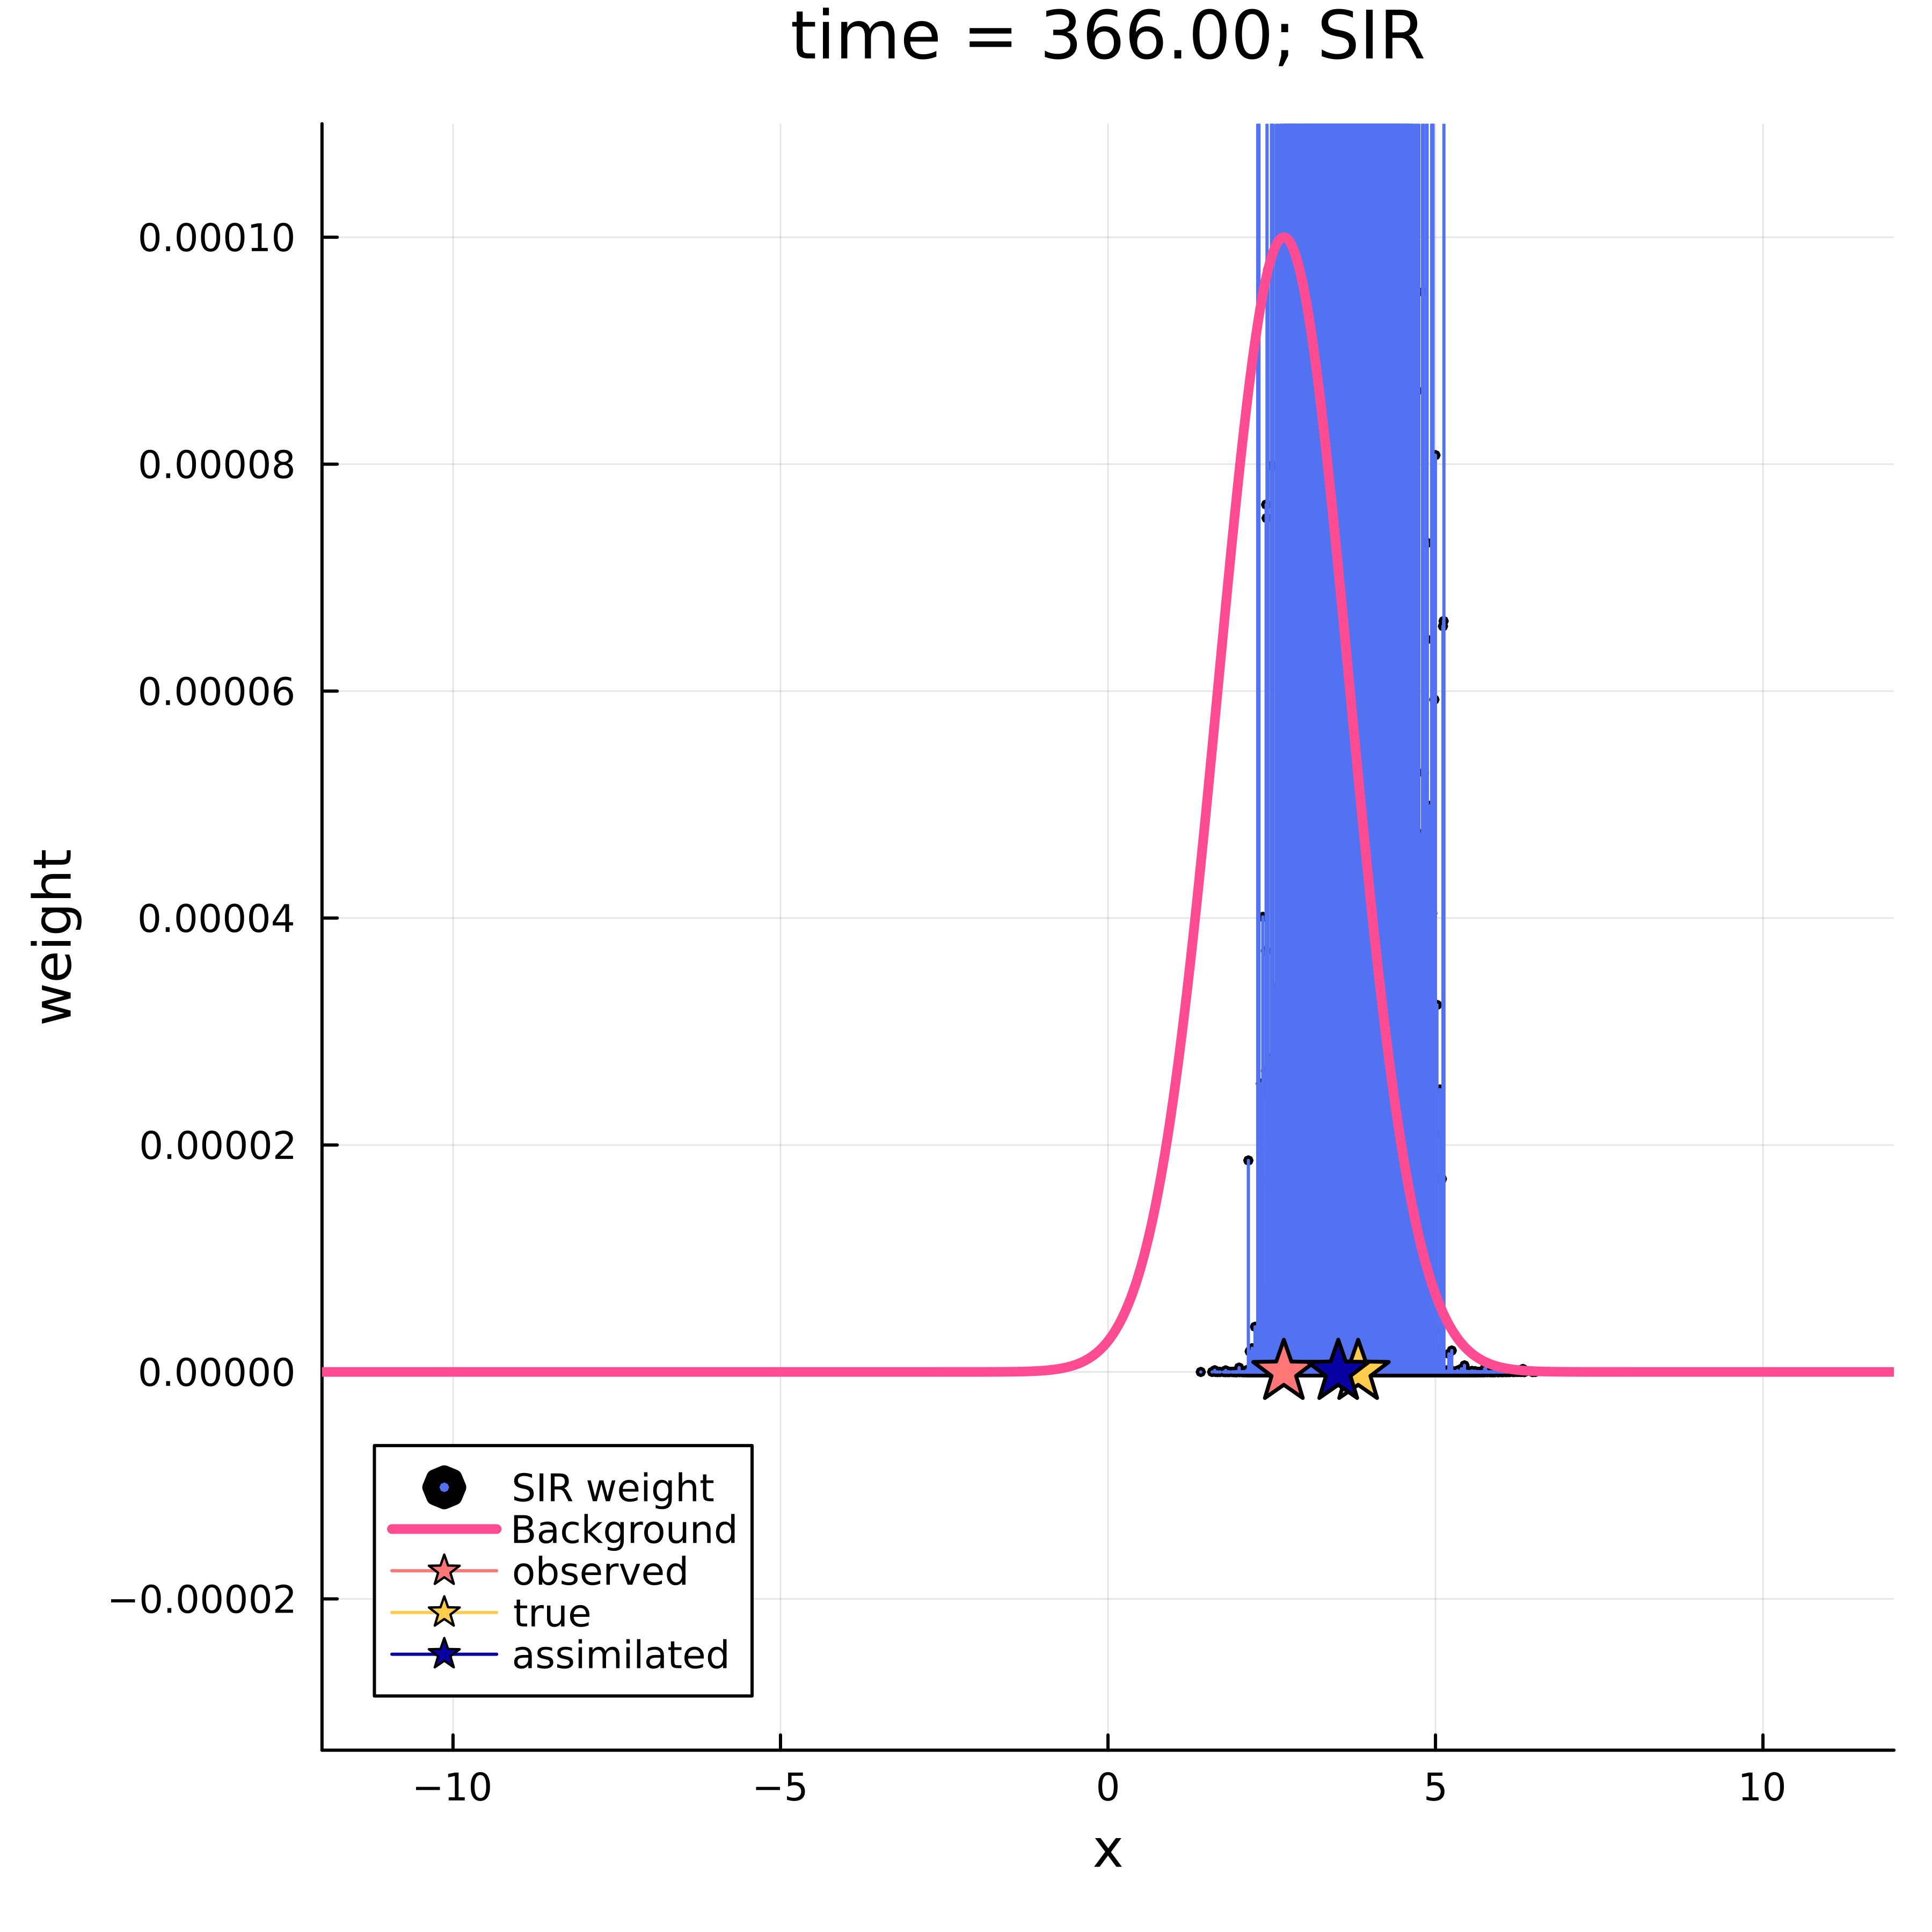 time = 366.00; SIR
weight
0.00010
0.00008
0.00006
0.00004
0.00002
0.00000
−0.00002
SIR weight
Background
observed
true
assimilated
−10 −5 0 5 10
x